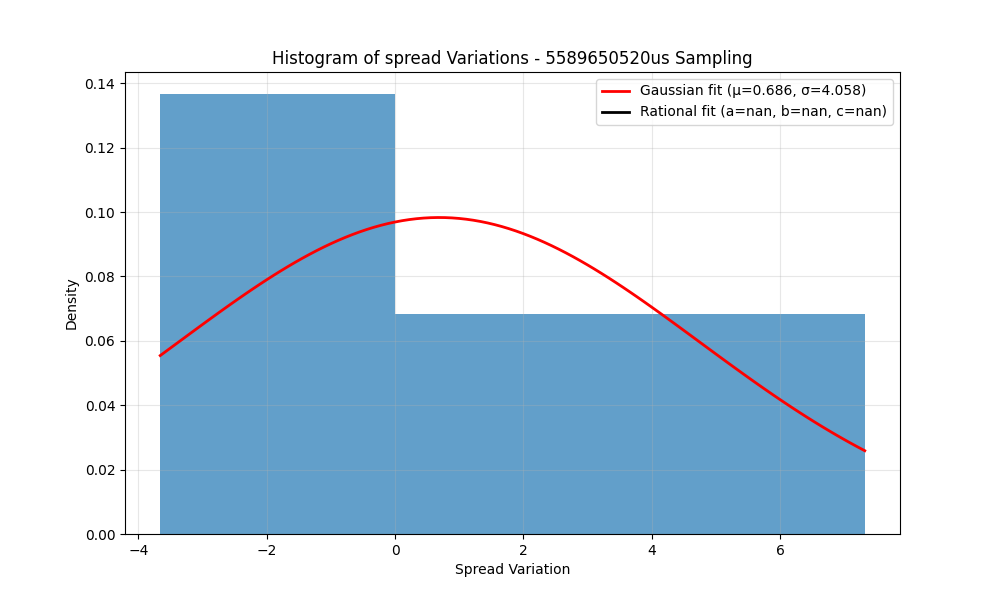 Histogram of spread Variations - 5589650520us Sampling
Gaussian fit (μ=0.686, σ=4.058)
Rational fit (a=nan, b=nan, c=nan)
Density
0.14
0.12
0.10
0.08
0.06
0.04
0.02
0.00
−4
−2
0
2
4
6
Spread Variation